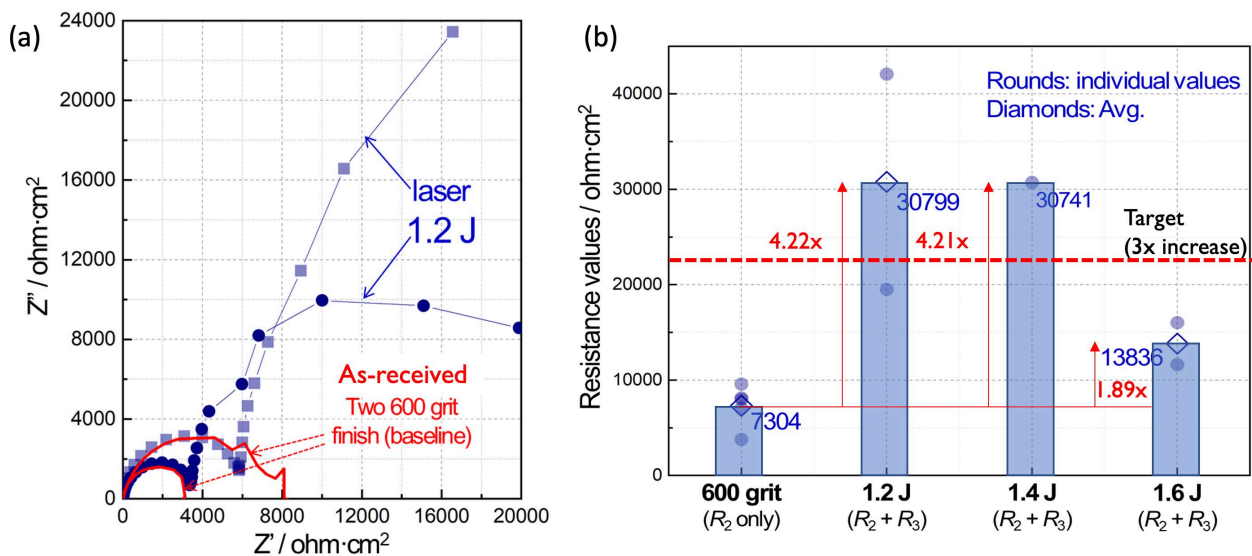 (a)
24000
20000
16000
12000
8000
4000
0
Z" / ohm·cm²
0
4000
8000
12000
16000
20000
Z' / ohm·cm²
laser
1.2 J
As-received
Two 600 grit
finish (baseline)
(b)
40000
30000
20000
10000
0
Resistance values / ohm·cm²
Rounds: individual values
Diamonds: Avg.
30799
30741
4.22x
4.21x
Target
(3x increase)
13836
1.89x
7304
600 grit
(R₂ only)
1.2 J
(R₂ + R₃)
1.4 J
(R₂ + R₃)
1.6 J
(R₂ + R₃)